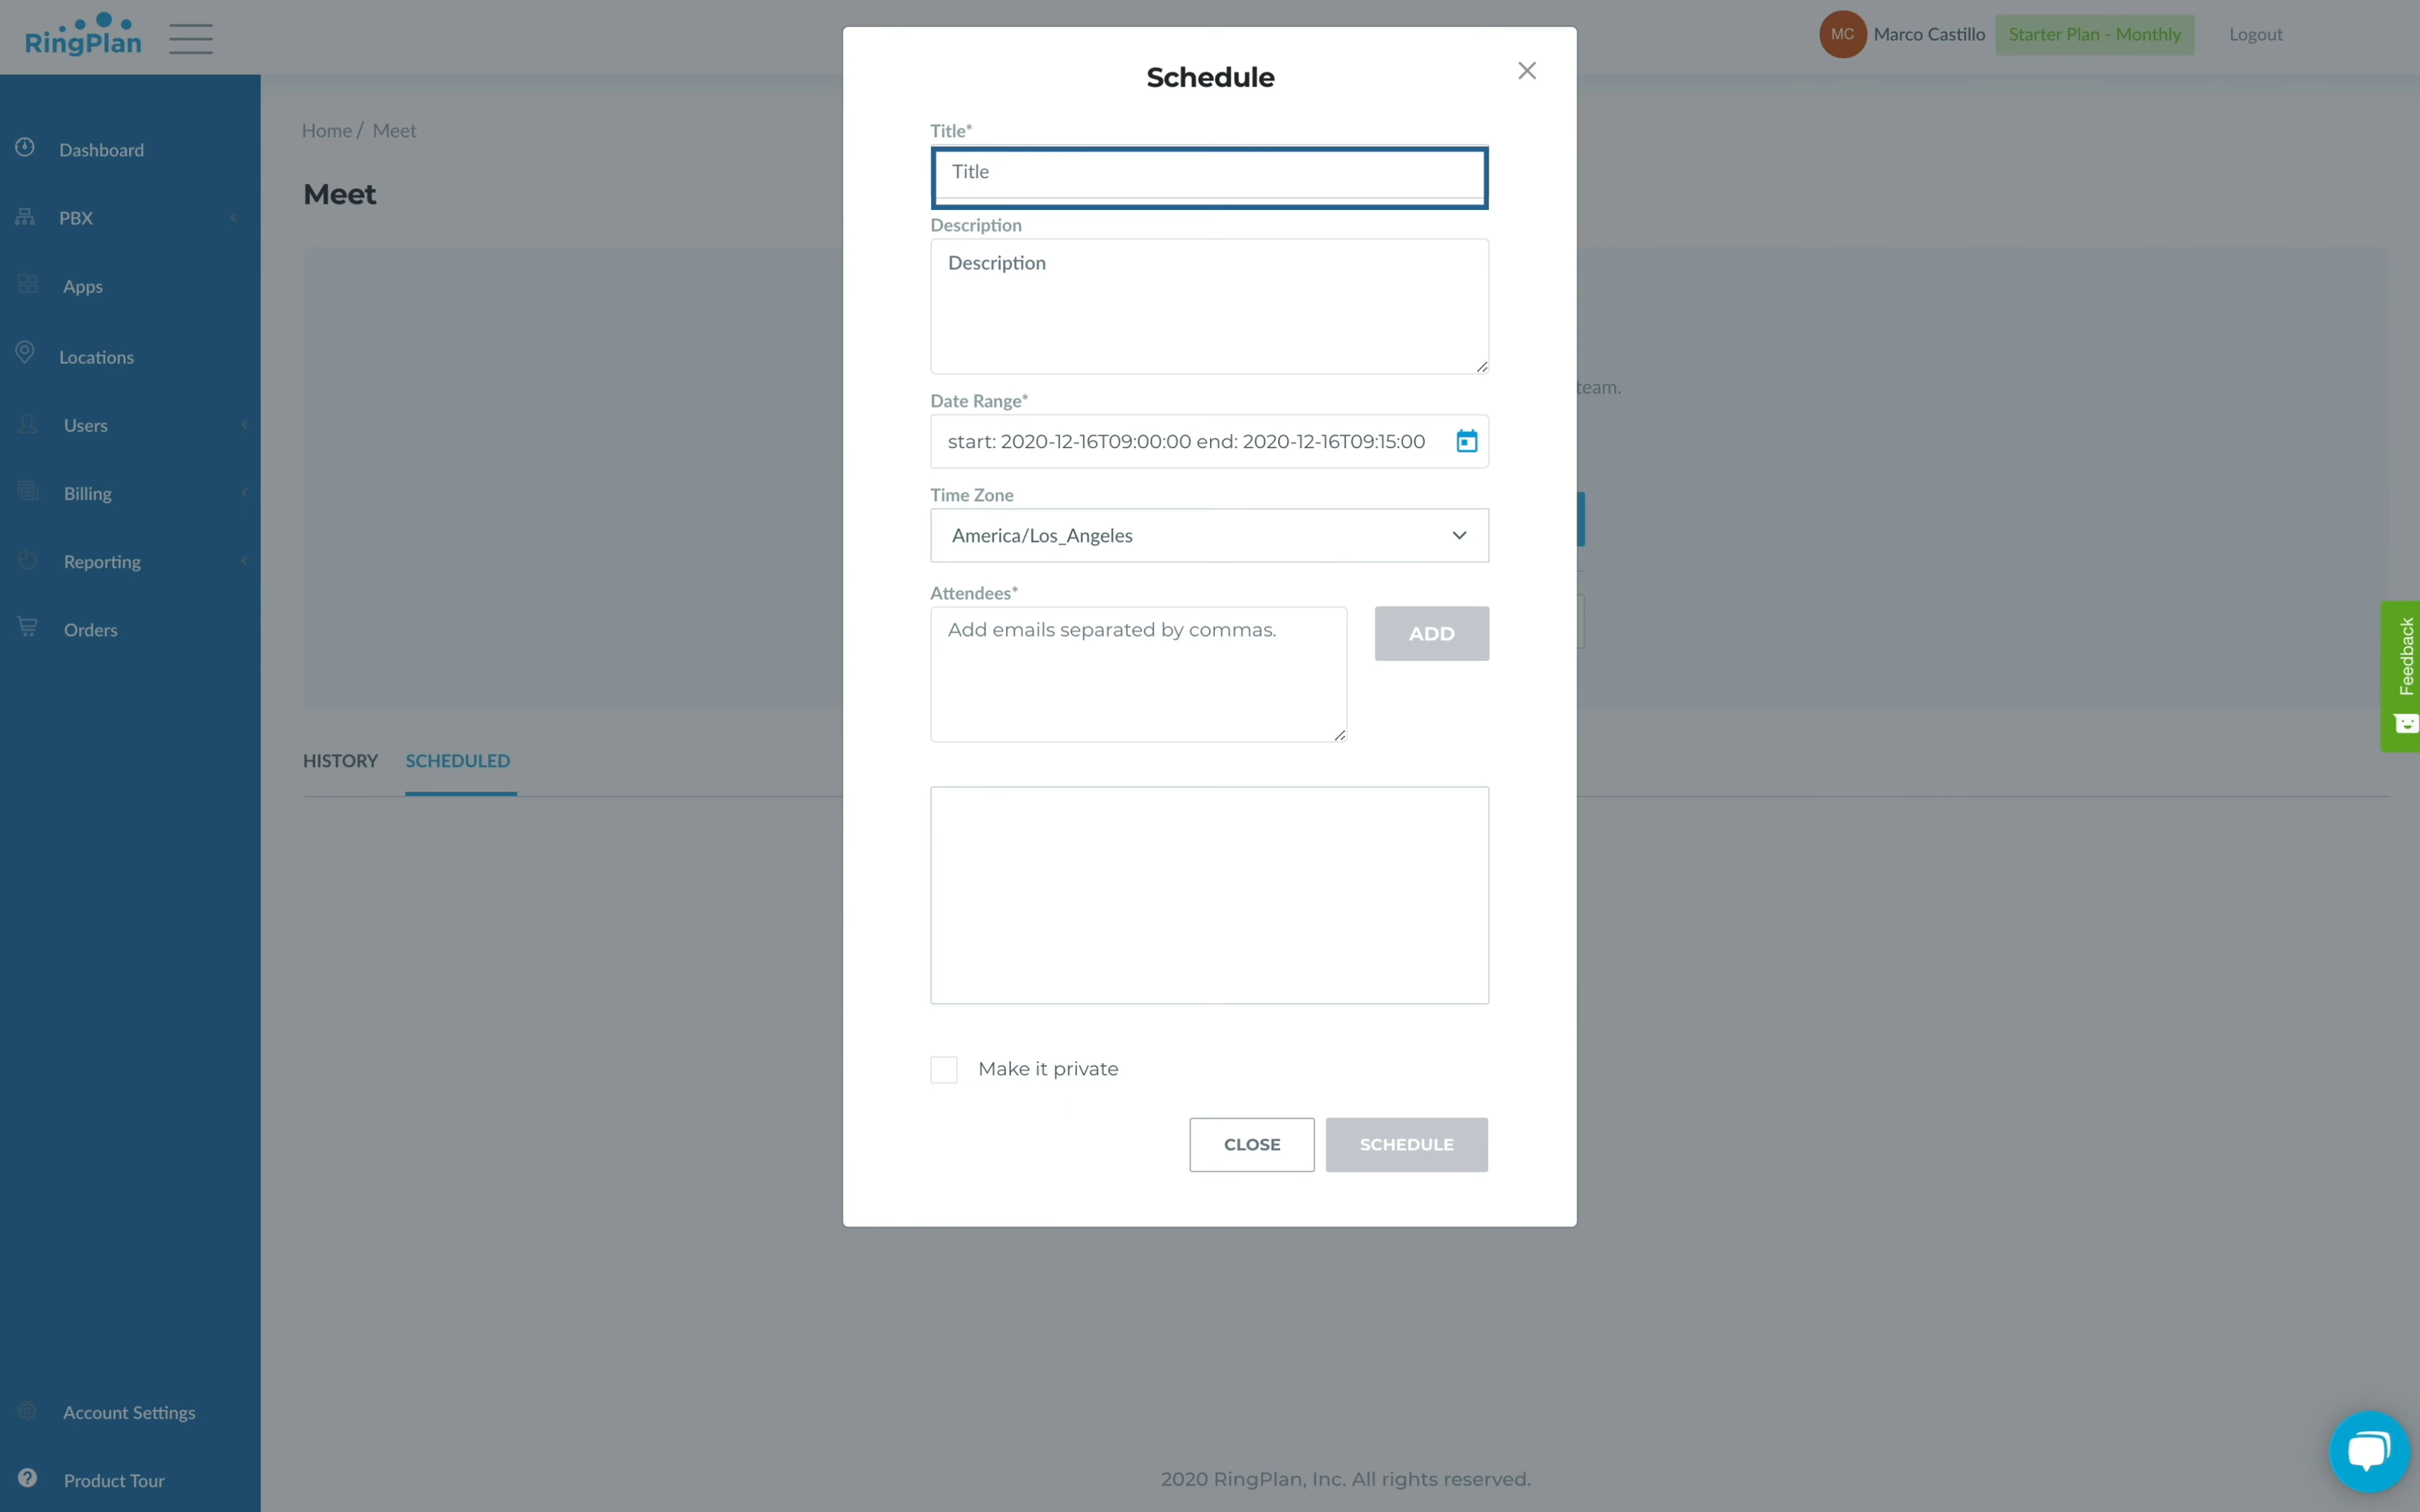 RingPlan
MC
Marco Castillo
Starter Plan - Monthly
Logout
Dashboard
PBX
Apps
Locations
Users
Billing
Reporting
Orders
Account Settings
Product Tour
Home / Meet
Meet
team.
HISTORY
SCHEDULED
Schedule
Title*
Title
Description
Description
Date Range*
start: 2020-12-16T09:00:00 end: 2020-12-16T09:15:00
Time Zone
America/Los_Angeles
Attendees*
Add emails separated by commas.
ADD
Make it private
CLOSE
SCHEDULE
Feedback
2020 RingPlan, Inc. All rights reserved.